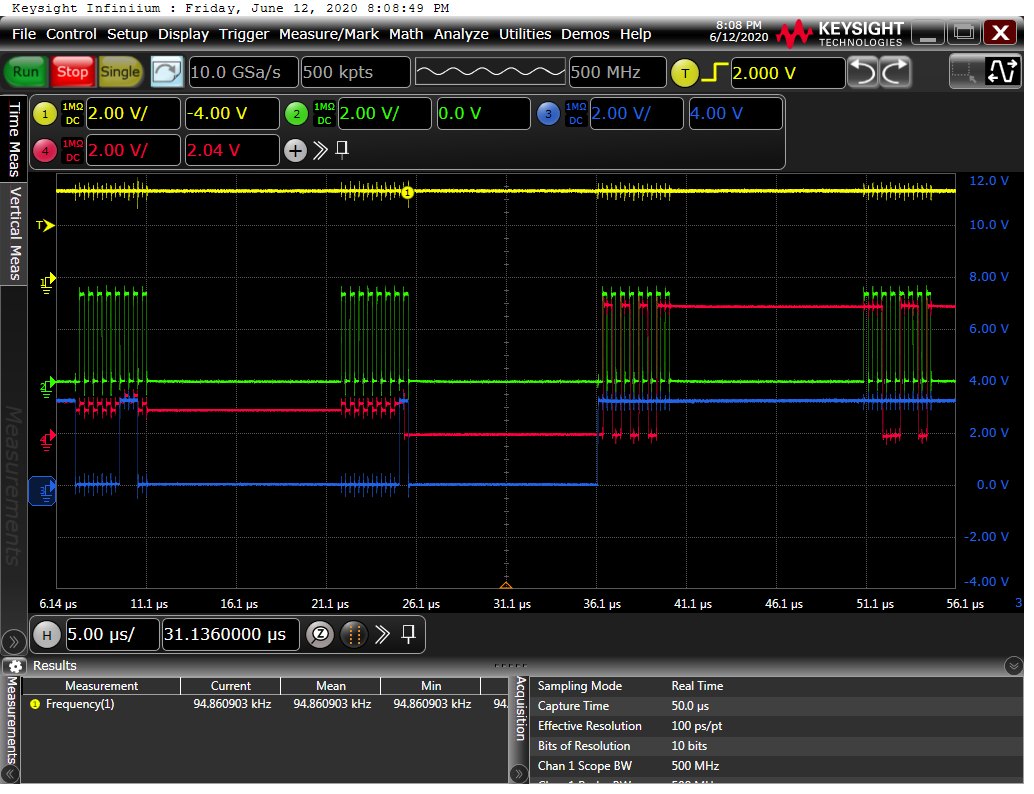 Keysight Infiniium : Friday, June 12, 2020 8:08:49 PM
File Control Setup Display Trigger Measure/Mark Math Analyze Utilities Demos Help
8:08 PM
6/12/2020
KEYSIGHT
TECHNOLOGIES
X
Run Stop Single 10.0 GSa/s 500 kpts 500 MHz T 2.000 V
1 1MΩ DC 2.00 V/ -4.00 V 2 1MΩ DC 2.00 V/ 0.0 V 3 1MΩ DC 2.00 V/ 4.00 V
4 1MΩ DC 2.00 V/ 2.04 V
Time Meas
Vertical Meas
Measurements
12.0 V
T 10.0 V
1
1 8.00 V
6.00 V
2 4.00 V
4 2.00 V
3 0.0 V
-2.00 V
-4.00 V
6.14 µs 11.1 µs 16.1 µs 21.1 µs 26.1 µs 31.1 µs 36.1 µs 41.1 µs 46.1 µs 51.1 µs 56.1 µs 3
H 5.00 µs/ 31.1360000 µs
Results
Measurements
Measurement Current Mean Min
1 Frequency(1) 94.860903 kHz 94.860903 kHz 94.860903 kHz 94.
Acquisition
Sampling Mode Real Time
Capture Time 50.0 µs
Effective Resolution 100 ps/pt
Bits of Resolution 10 bits
Chan 1 Scope BW 500 MHz